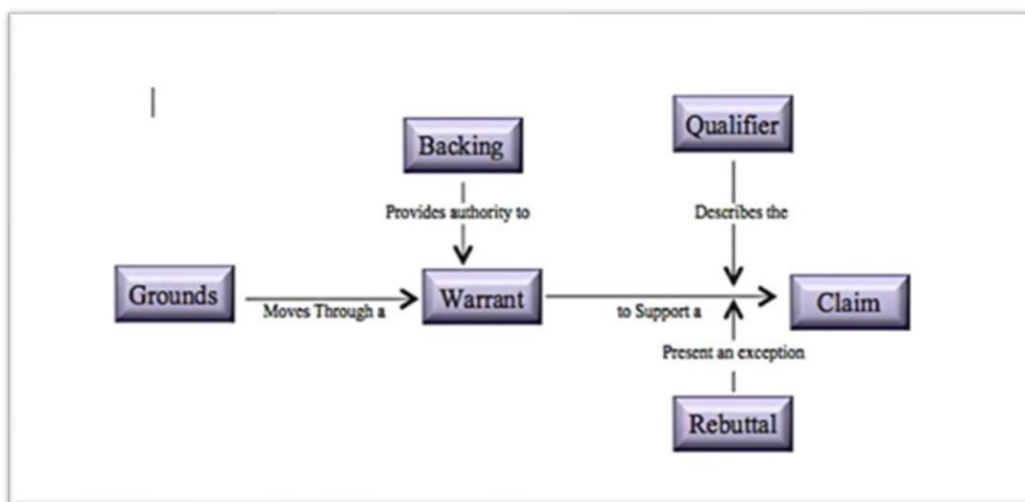 Qualifier
Backing
Provides authority to
Describes the
Grounds
Warrant
Claim
Moves Through a
to Support a
Present an exception
Rebuttal